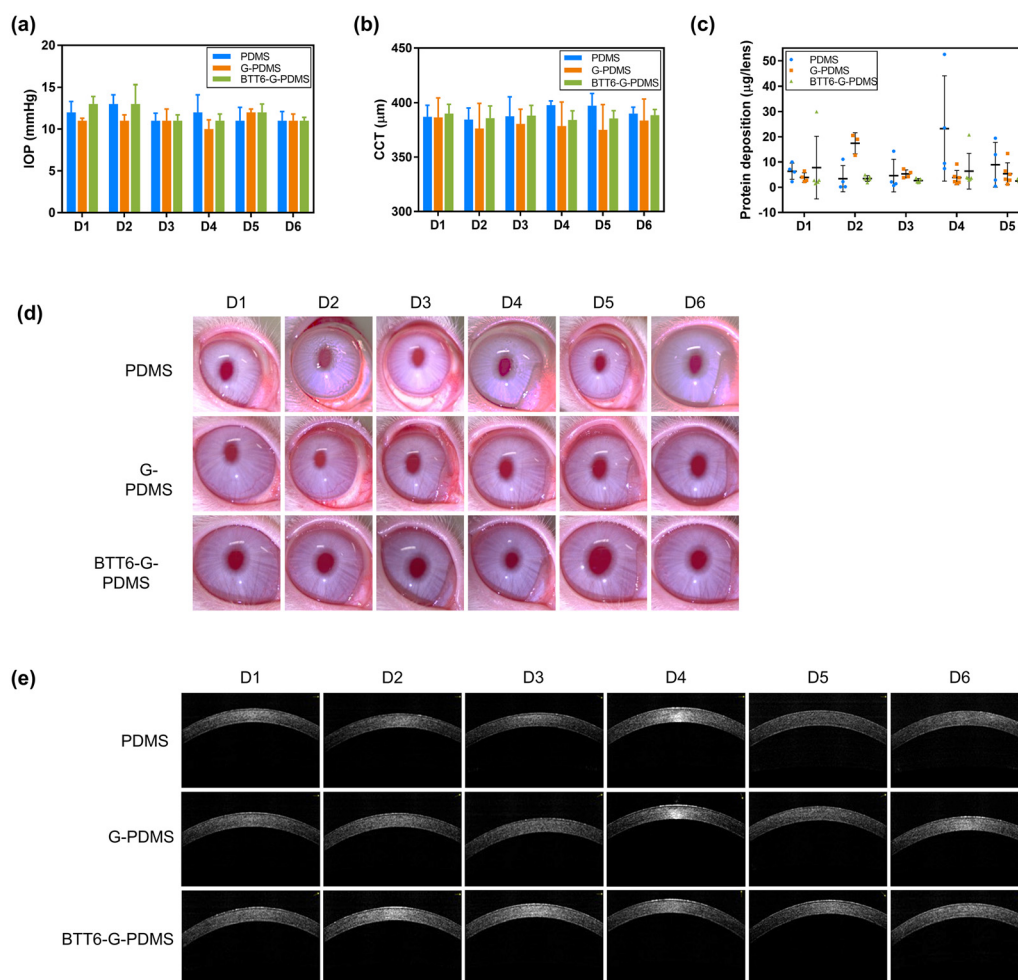 (a)
IOP (mmHg)
20
15
10
5
0
D1 D2 D3 D4 D5 D6
PDMS
G-PDMS
BTT6-G-PDMS
(b)
CCT (μm)
450
400
350
300
D1 D2 D3 D4 D5 D6
PDMS
G-PDMS
BTT6-G-PDMS
(c)
Protein deposition (μg/lens)
50
40
30
20
10
0
-10
D1 D2 D3 D4 D5
PDMS
G-PDMS
BTT6-G-PDMS
(d)
D1 D2 D3 D4 D5 D6
PDMS
G-
PDMS
BTT6-G-
PDMS
(e)
D1 D2 D3 D4 D5 D6
PDMS
G-PDMS
BTT6-G-PDMS